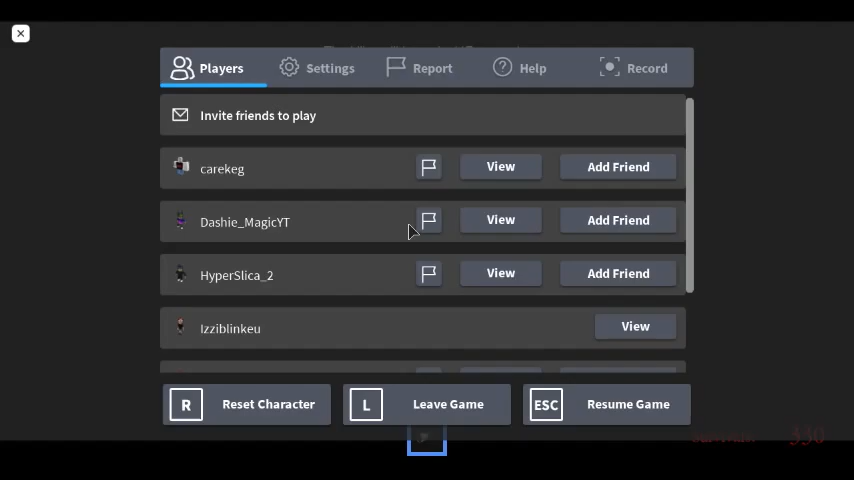 Players
Settings
Report
Help
Record
Invite friends to play
carekeg
View
Add Friend
Dashie_MagicYT
View
Add Friend
HyperSlica_2
View
Add Friend
Izziblinkeu
View
R
Reset Character
L
Leave Game
ESC
Resume Game
330